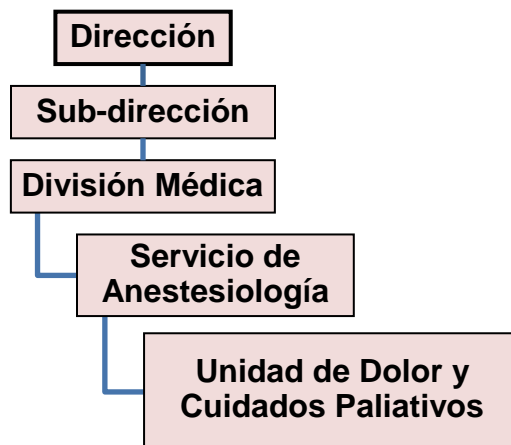 Dirección
Sub-dirección
División Médica
Servicio de
Anestesiología
Unidad de Dolor y
Cuidados Paliativos